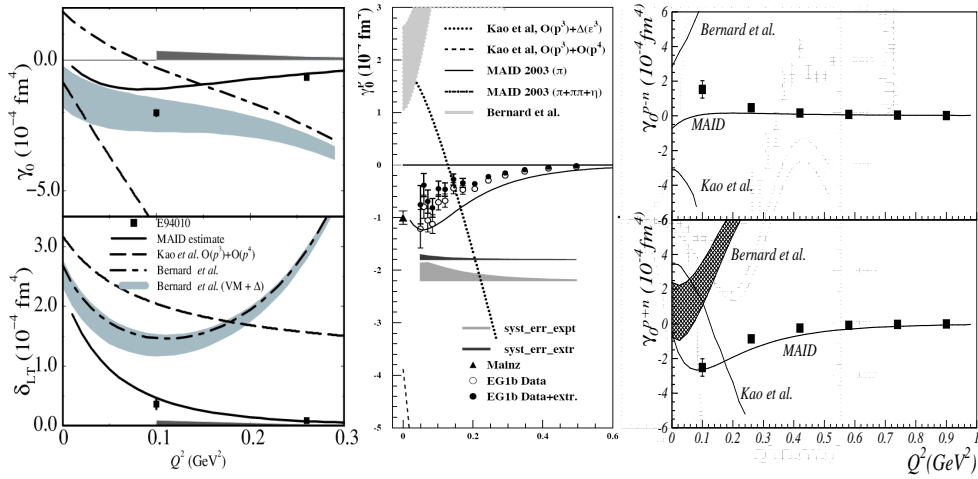 0.0
−5.0
γ₀ (10⁻⁴ fm⁴)
E94010
MAID estimate
Kao et al. O(p³)+O(p⁴)
Bernard et al.
Bernard et al. (VM + Δ)
3.0
2.0
1.0
0.0
δ_LT (10⁻⁴ fm⁴)
0 0.1 0.2 0.3
Q² (GeV²)
3
2
1
0
-1
-2
-3
-4
-5
Kao et al, O(p³)+Δ(ε³)
Kao et al, O(p³)+O(p⁴)
MAID 2003 (π)
MAID 2003 (π+ππ+η)
Bernard et al.
syst_err_expt
syst_err_extr
Mainz
EG1b Data
EG1b Data+extr.
0 0.2 0.4 0.6
γ₀ᵖ⁻ⁿ (10⁻⁴fm⁴)
6
4
2
0
-2
-4
-6
Bernard et al.
MAID
Kao et al.
γ₀ᵖ⁺ⁿ (10⁻⁴fm⁴)
4
2
0
-2
-4
-6
Bernard et al.
MAID
Kao et al.
0 0.1 0.2 0.3 0.4 0.5 0.6 0.7 0.8 0.9 1
Q²(GeV²)